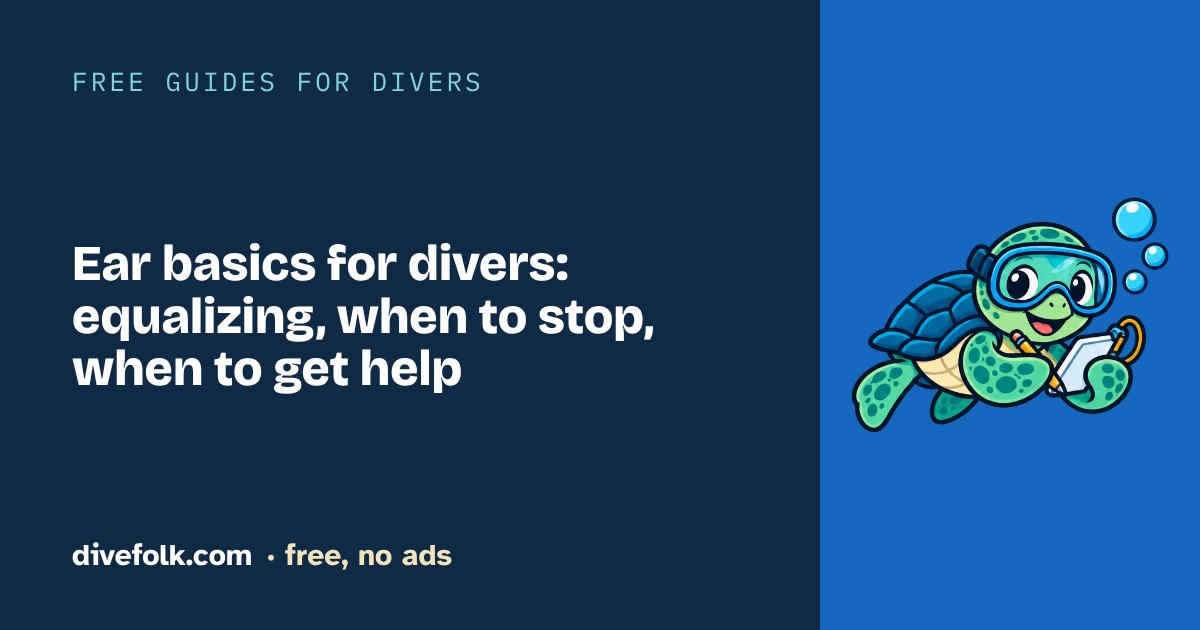 FREE GUIDES FOR DIVERS
Ear basics for divers:
equalizing, when to stop,
when to get help
divefolk.com · free, no ads